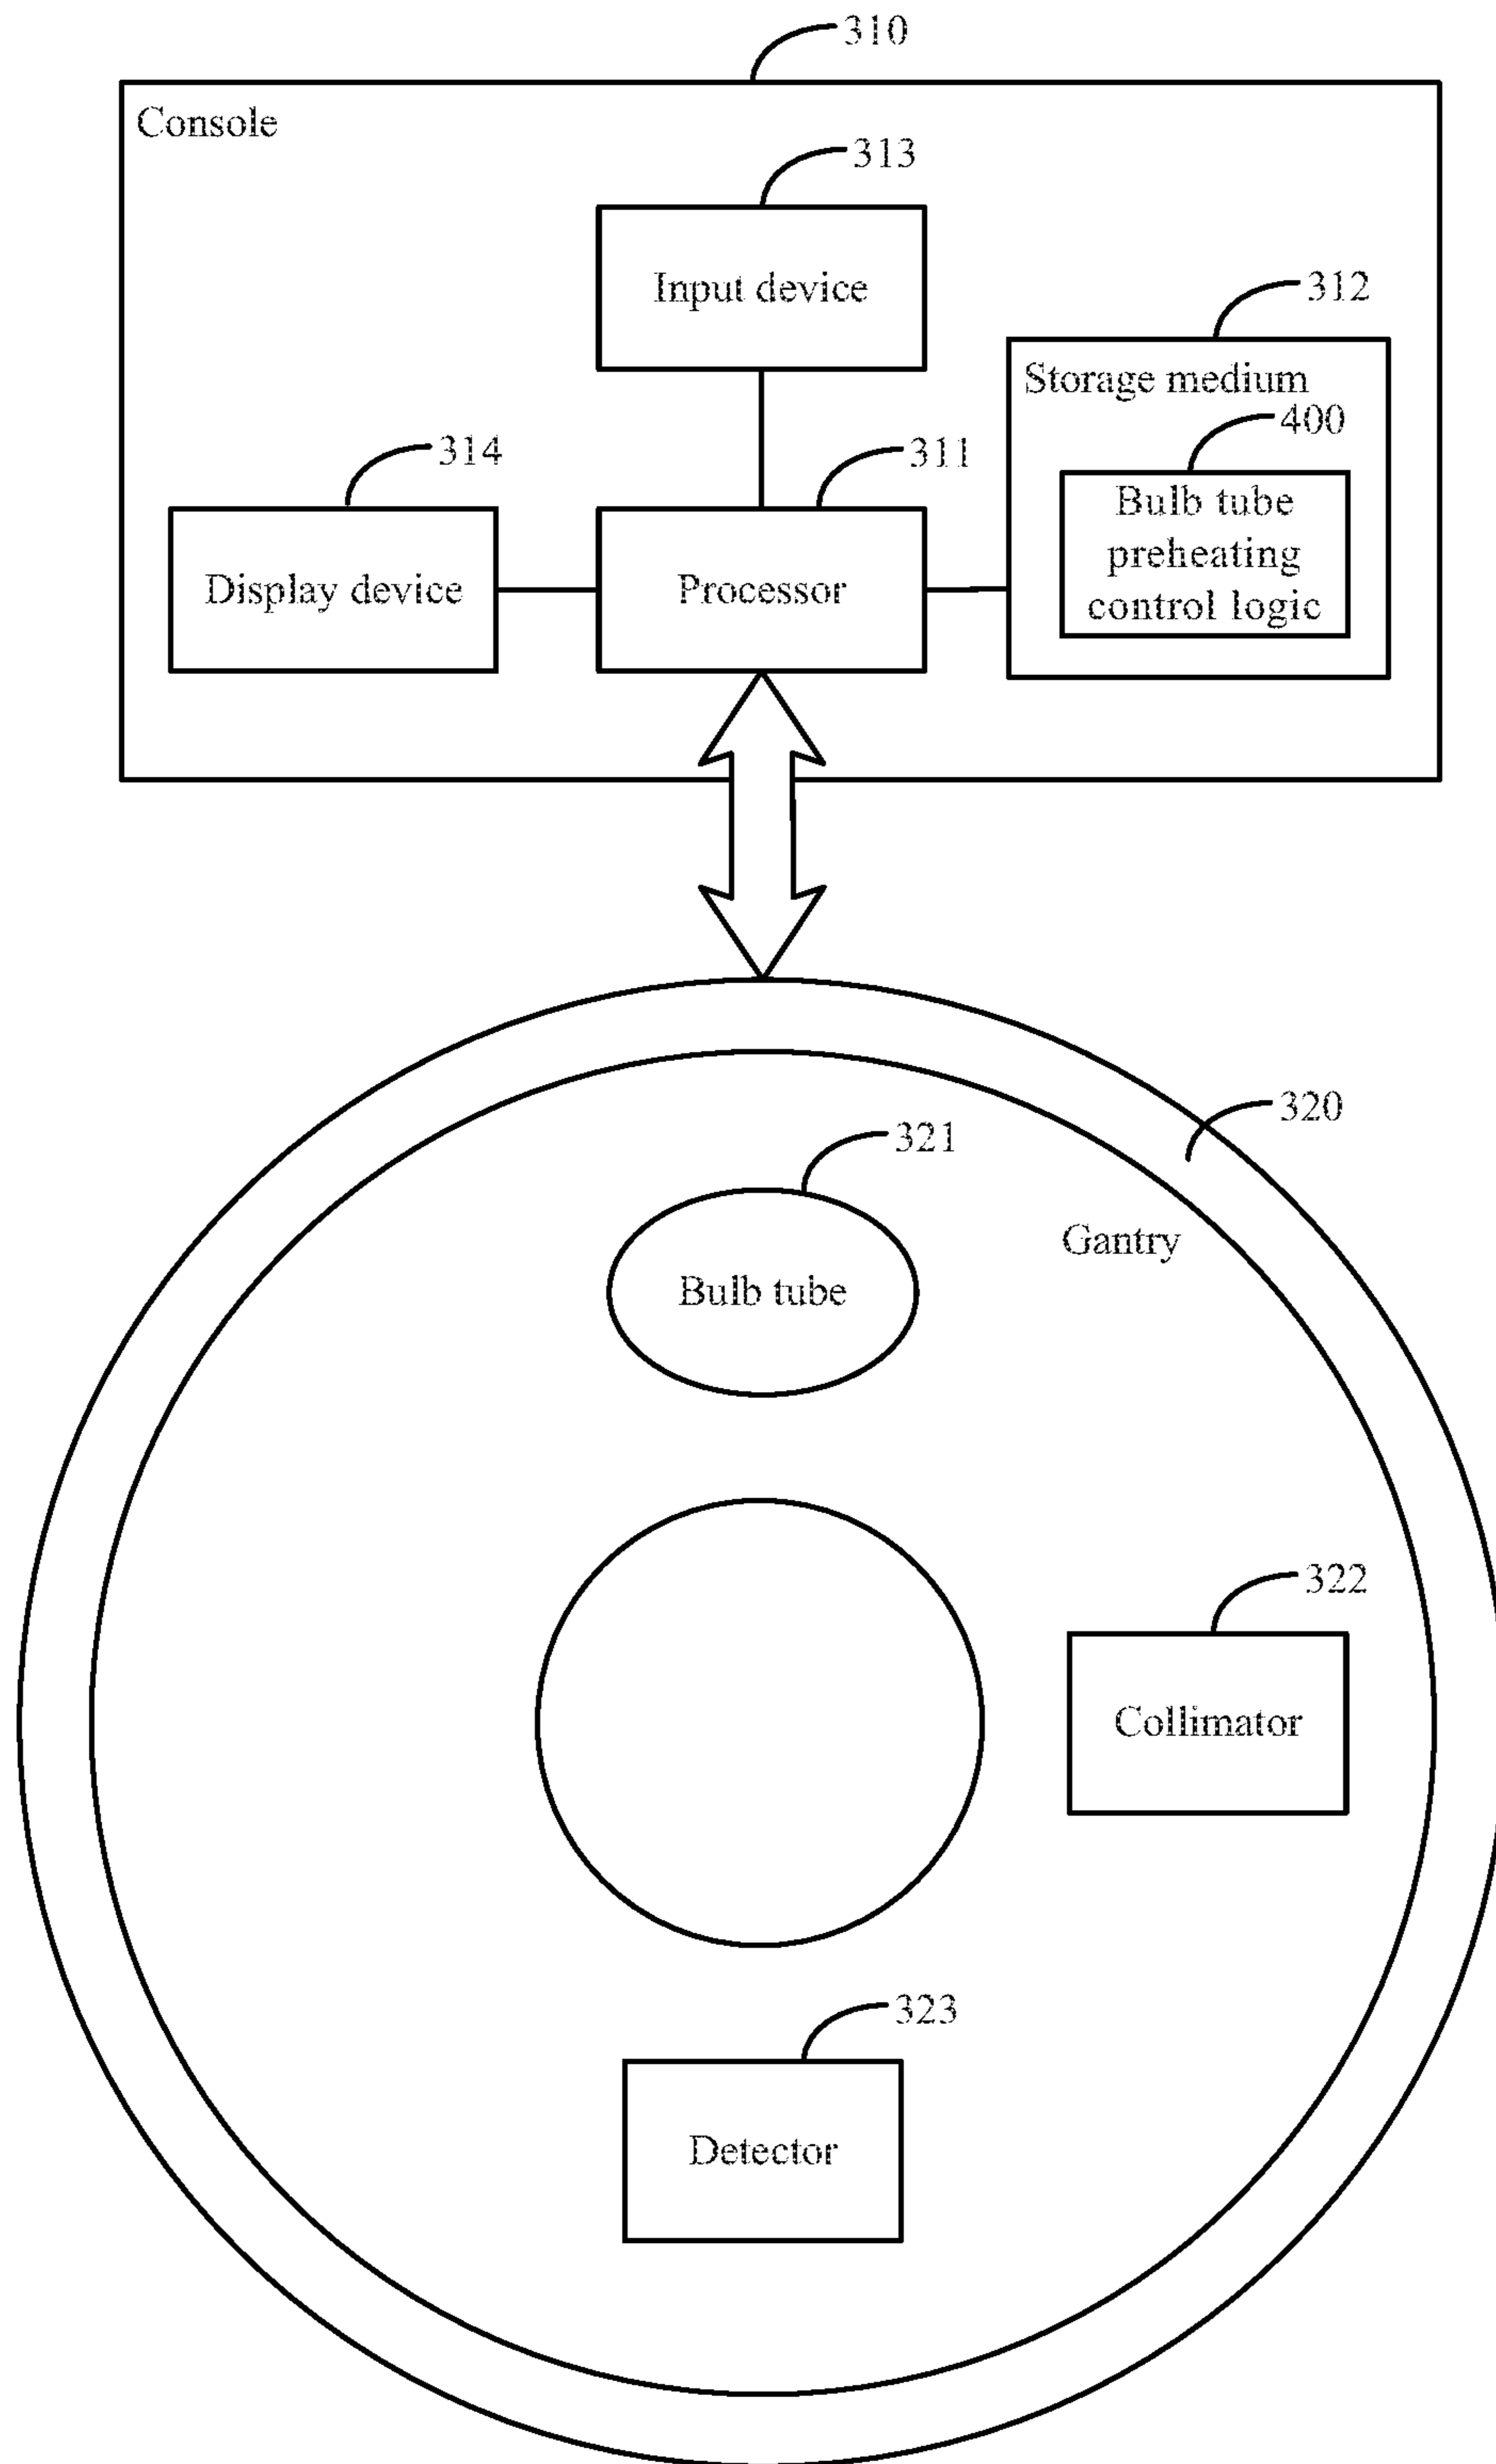 310
Console
313
Input device
312
Storage medium
400
Bulb tube
preheating
control logic
314
311
Display device
Processor
320
321
Gantry
Bulb tube
322
Collimator
323
Detector